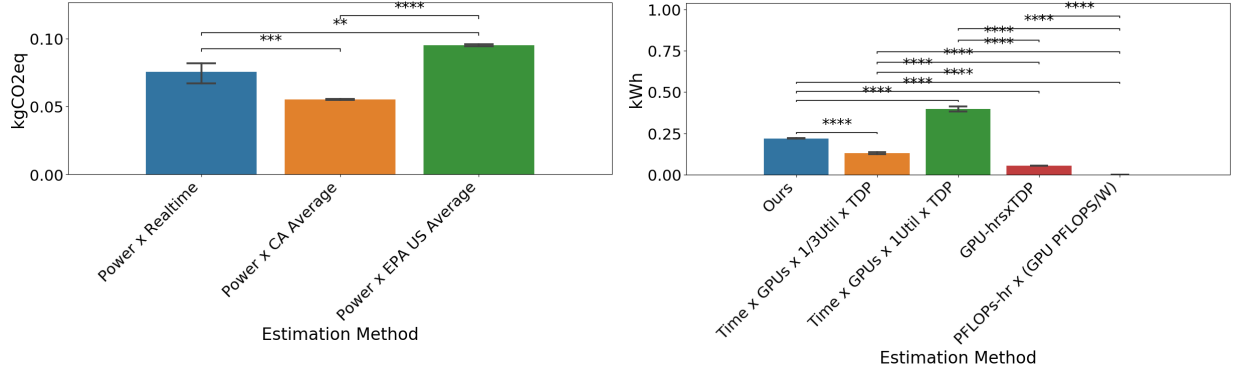 kgCO2eq
0.10
0.05
0.00
****
**
***
Power x Realtime
Power x CA Average
Power x EPA US Average
Estimation Method
kWh
1.00
0.75
0.50
0.25
0.00
****
****
****
****
****
****
****
****
****
****
Ours
Time x GPUs x 1/3Util x TDP
Time x GPUs x 1Util x TDP
GPU-hrsxTDP
PFLOPs-hr x (GPU PFLOPS/W)
Estimation Method